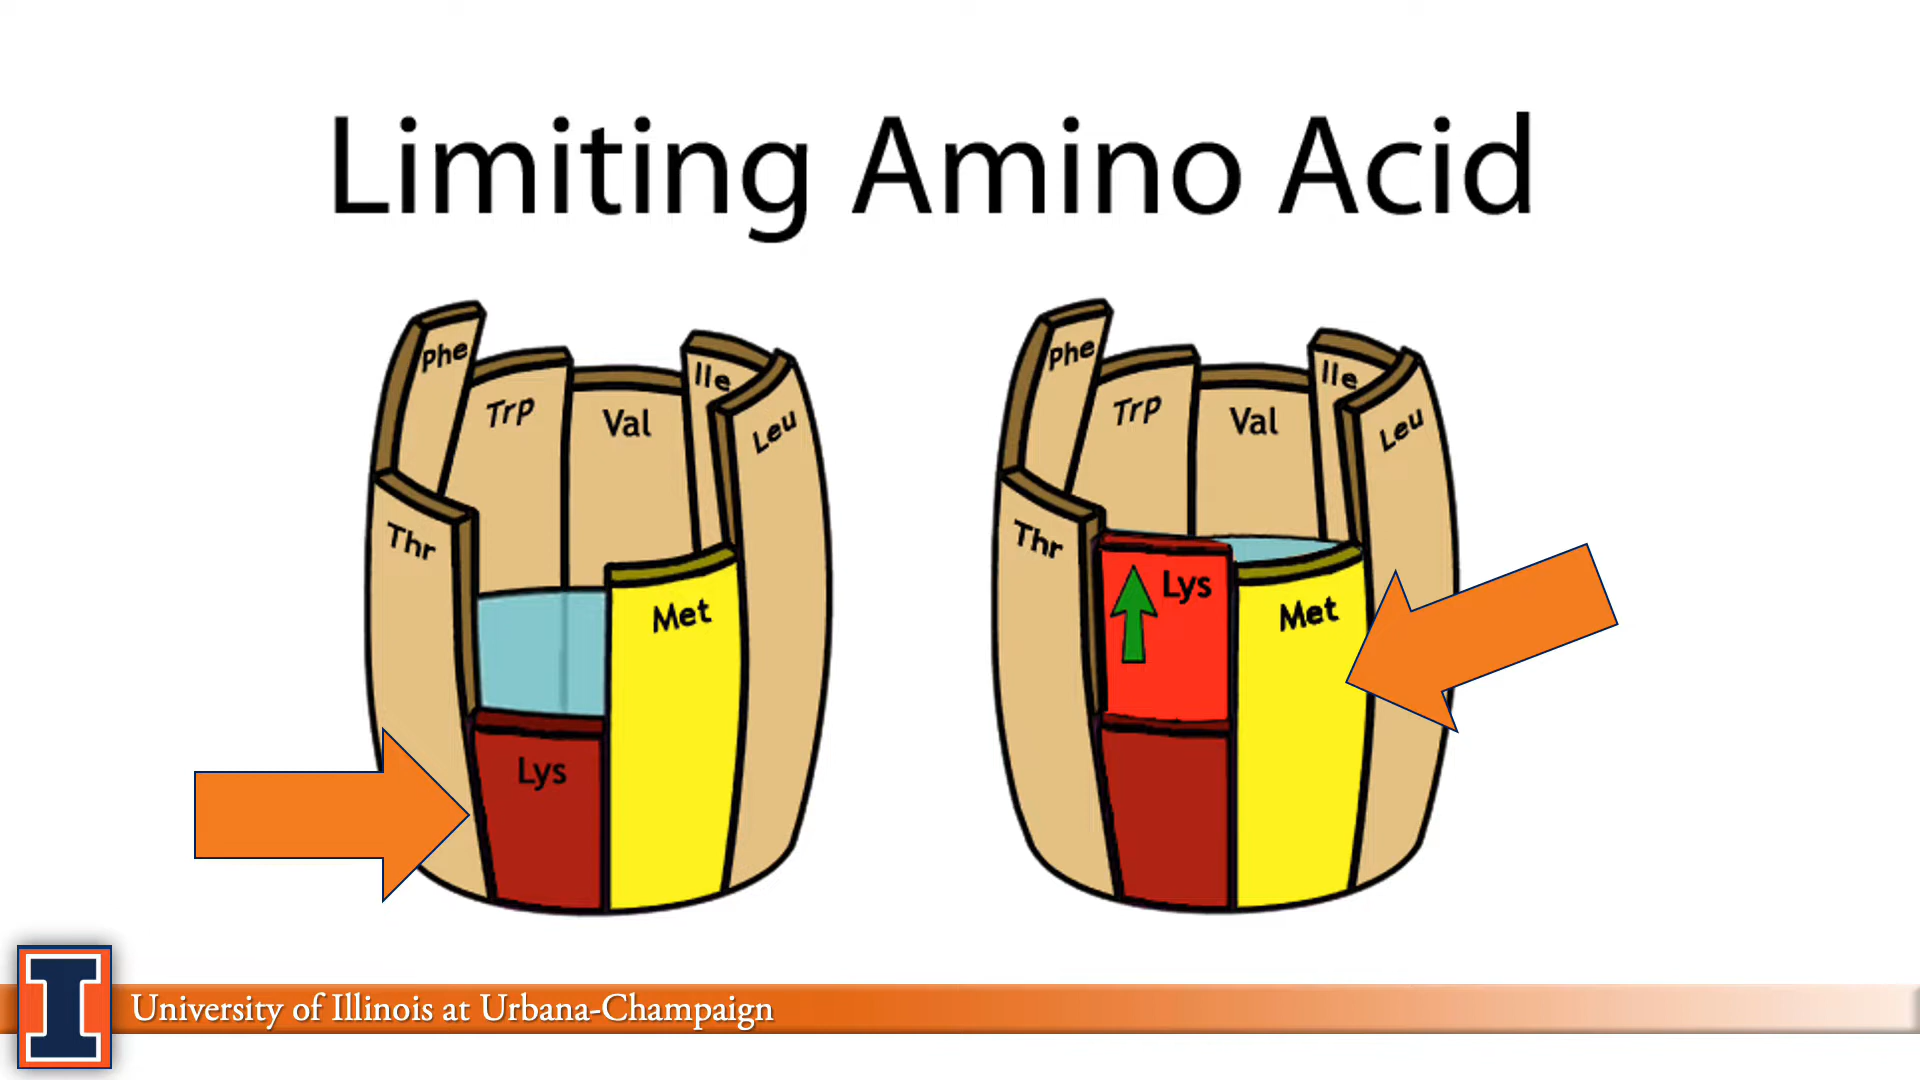 Limiting Amino Acid
Phe
Trp
Val
Ile
Leu
Thr
Met
Lys
Phe
Trp
Val
Ile
Leu
Thr
Lys
Met
I
University of Illinois at Urbana-Champaign